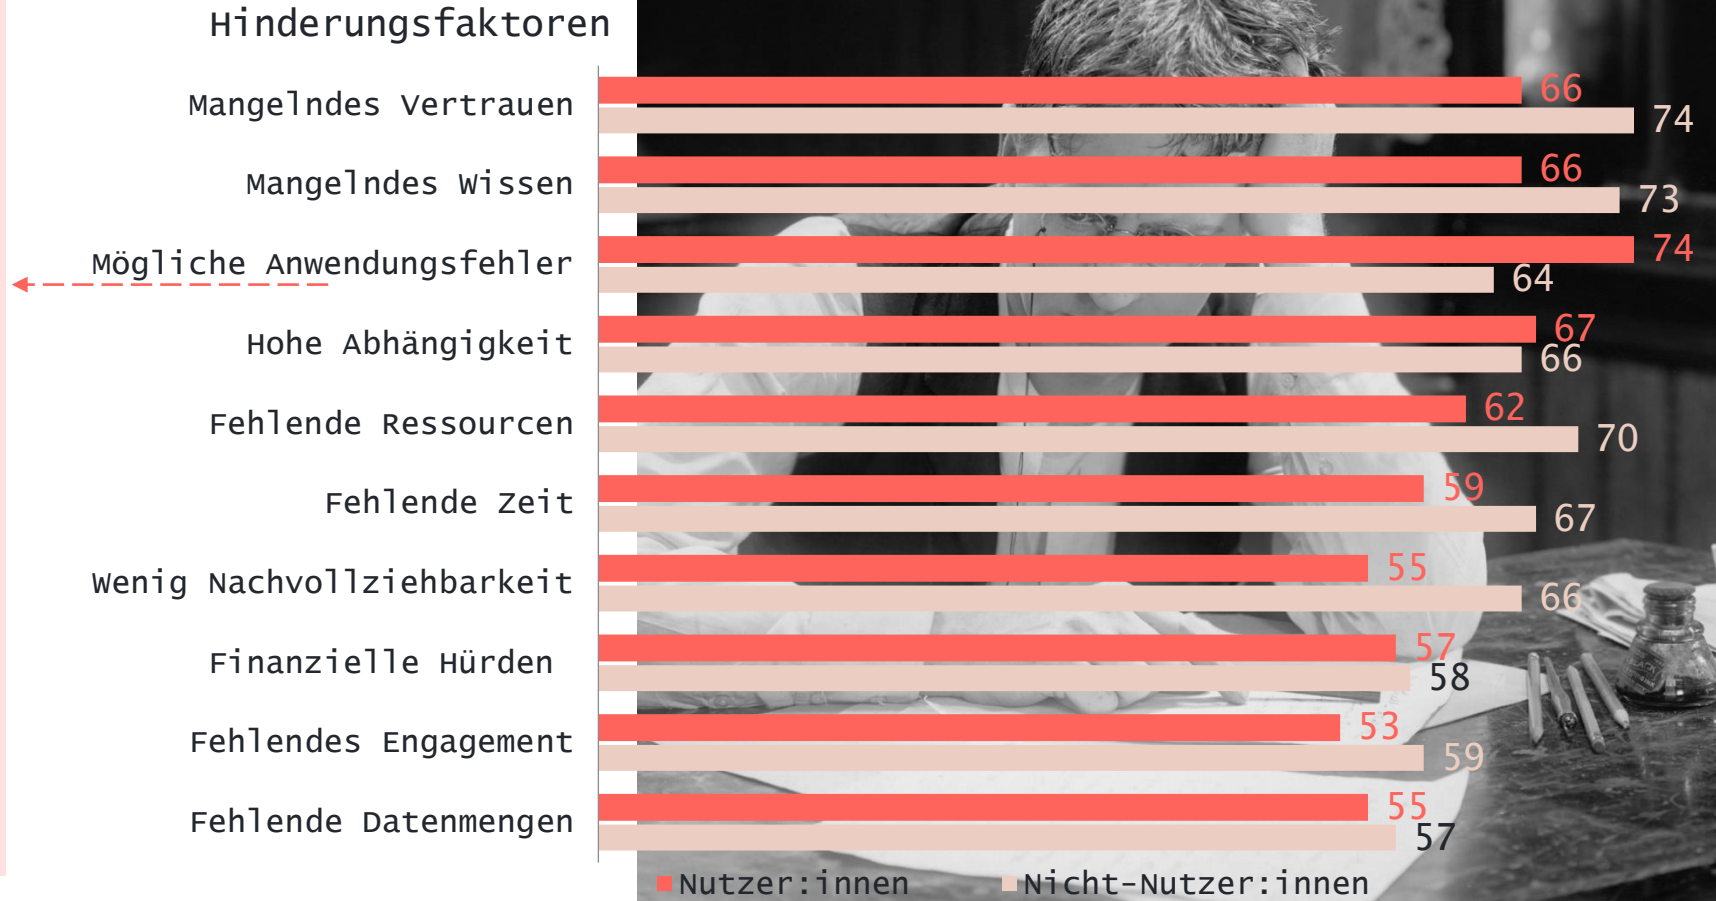 Hinderungsfaktoren
Mangelndes Vertrauen
66
74
Mangelndes Wissen
66
73
Mögliche Anwendungsfehler
74
64
Hohe Abhängigkeit
67
66
Fehlende Ressourcen
62
70
Fehlende Zeit
59
67
Wenig Nachvollziehbarkeit
55
66
Finanzielle Hürden
57
58
Fehlendes Engagement
53
59
Fehlende Datenmengen
55
57
Nutzer:innen
Nicht-Nutzer:innen